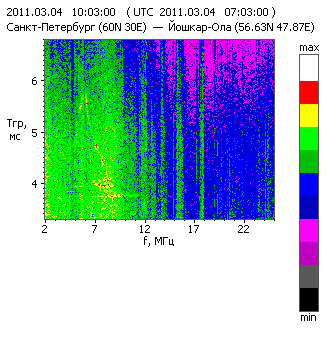 2011.03.04 10:03:00 (UTC 2011.03.04 07:03:00)
Санкт-Петербург (60N 30E) — Йошкар-Ола (56.63N 47.87E)
max
6
Tгр,
мс
5
4
2
7
12
17
22
f, МГц
min